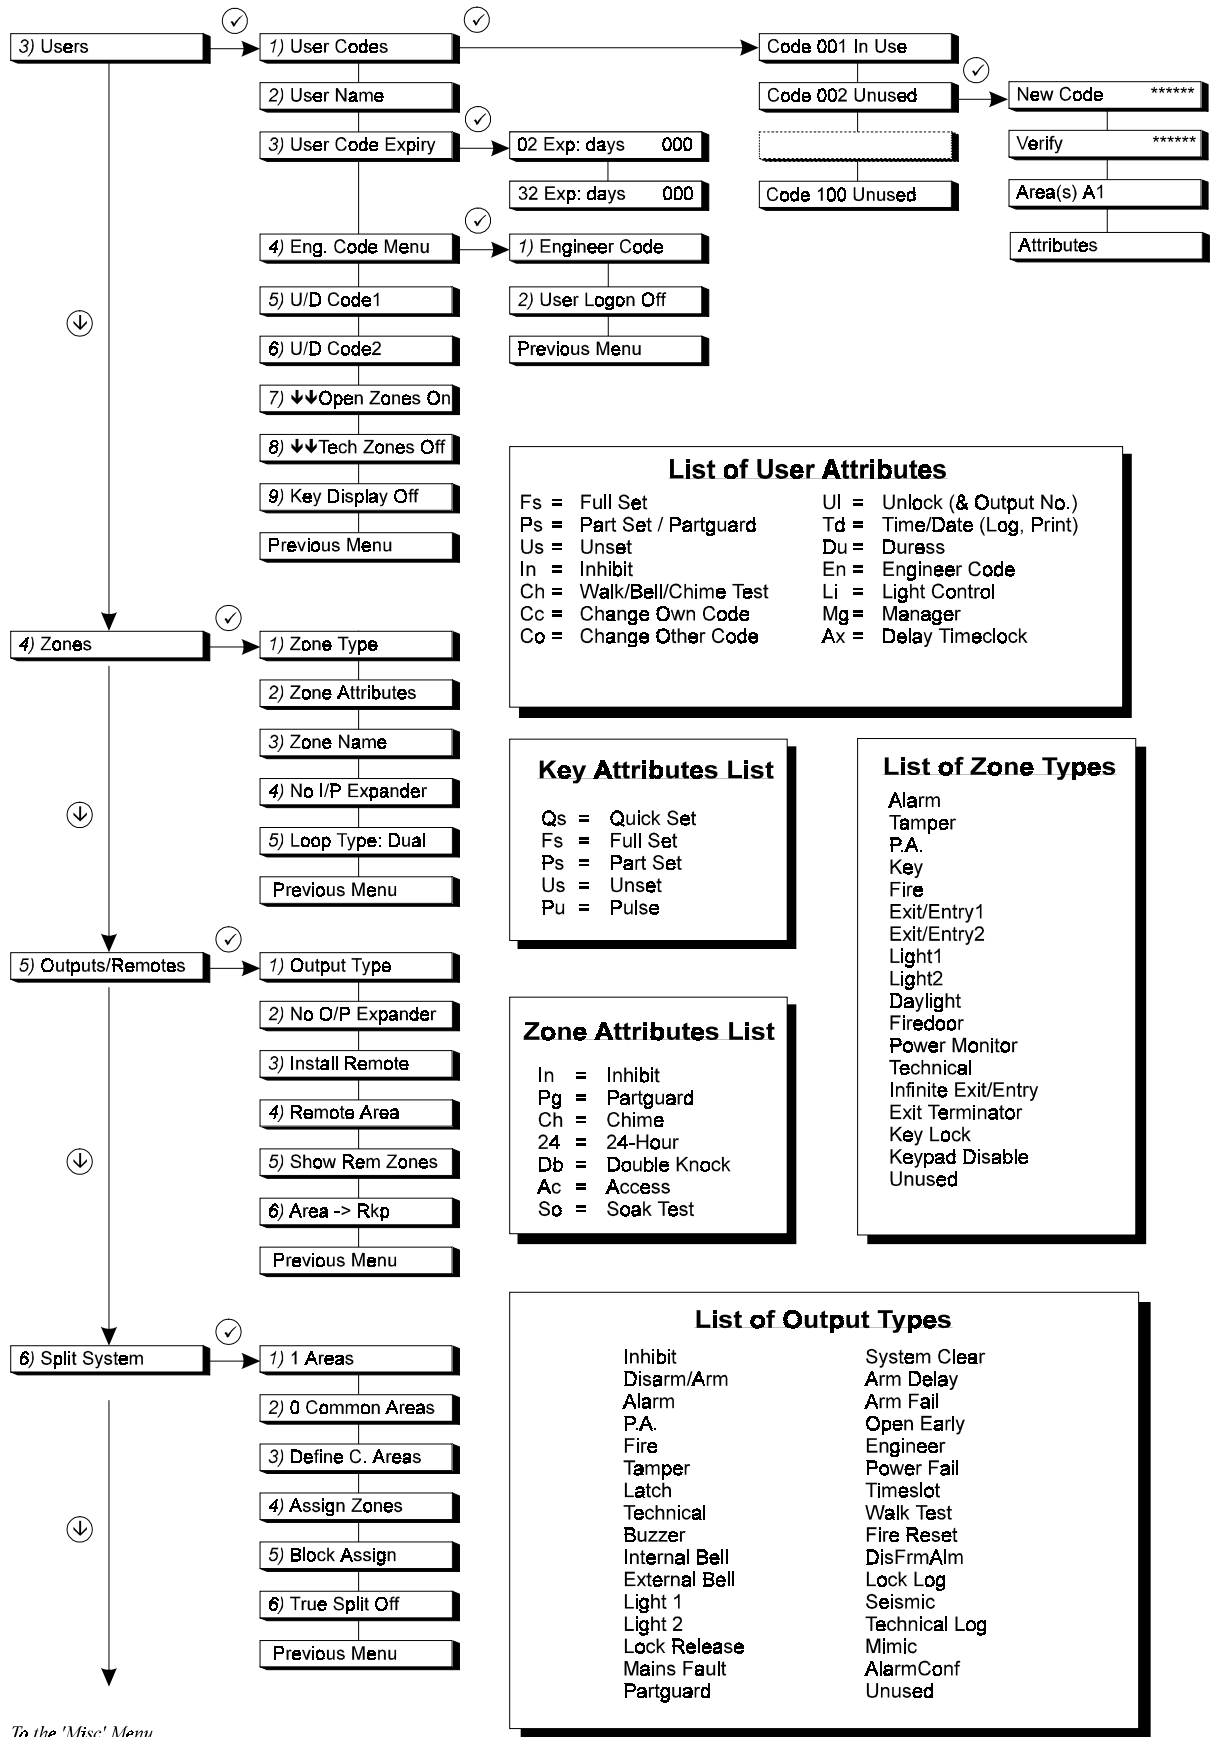 3) Users
1) User Codes
2) User Name
3) User Code Expiry
4) Eng. Code Menu
5) U/D Code1
6) U/D Code2
7) ↓↓Open Zones On
8) ↓↓Tech Zones Off
9) Key Display Off
Previous Menu
02 Exp: days 000
32 Exp: days 000
1) Engineer Code
2) User Logon Off
Previous Menu
Code 001 In Use
Code 002 Unused
Code 100 Unused
New Code ******
Verify ******
Area(s) A1
Attributes
List of User Attributes
Fs = Full Set
Ps = Part Set / Partguard
Us = Unset
In = Inhibit
Ch = Walk/Bell/Chime Test
Cc = Change Own Code
Co = Change Other Code
Ul = Unlock (& Output No.)
Td = Time/Date (Log, Print)
Du = Duress
En = Engineer Code
Li = Light Control
Mg = Manager
Ax = Delay Timeclock
4) Zones
1) Zone Type
2) Zone Attributes
3) Zone Name
4) No I/P Expander
5) Loop Type: Dual
Previous Menu
Key Attributes List
Qs = Quick Set
Fs = Full Set
Ps = Part Set
Us = Unset
Pu = Pulse
List of Zone Types
Alarm
Tamper
P.A.
Key
Fire
Exit/Entry1
Exit/Entry2
Light1
Light2
Daylight
Firedoor
Power Monitor
Technical
Infinite Exit/Entry
Exit Terminator
Key Lock
Keypad Disable
Unused
5) Outputs/Remotes
1) Output Type
2) No O/P Expander
3) Install Remote
4) Remote Area
5) Show Rem Zones
6) Area -> Rkp
Previous Menu
Zone Attributes List
In = Inhibit
Pg = Partguard
Ch = Chime
24 = 24-Hour
Db = Double Knock
Ac = Access
So = Soak Test
6) Split System
1) 1 Areas
2) 0 Common Areas
3) Define C. Areas
4) Assign Zones
5) Block Assign
6) True Split Off
Previous Menu
List of Output Types
Inhibit
Disarm/Arm
Alarm
P.A.
Fire
Tamper
Latch
Technical
Buzzer
Internal Bell
External Bell
Light 1
Light 2
Lock Release
Mains Fault
Partguard
System Clear
Arm Delay
Arm Fail
Open Early
Engineer
Power Fail
Timeslot
Walk Test
Fire Reset
DisFrmAlm
Lock Log
Seismic
Technical Log
Mimic
AlarmConf
Unused
To the 'Misc' Menu